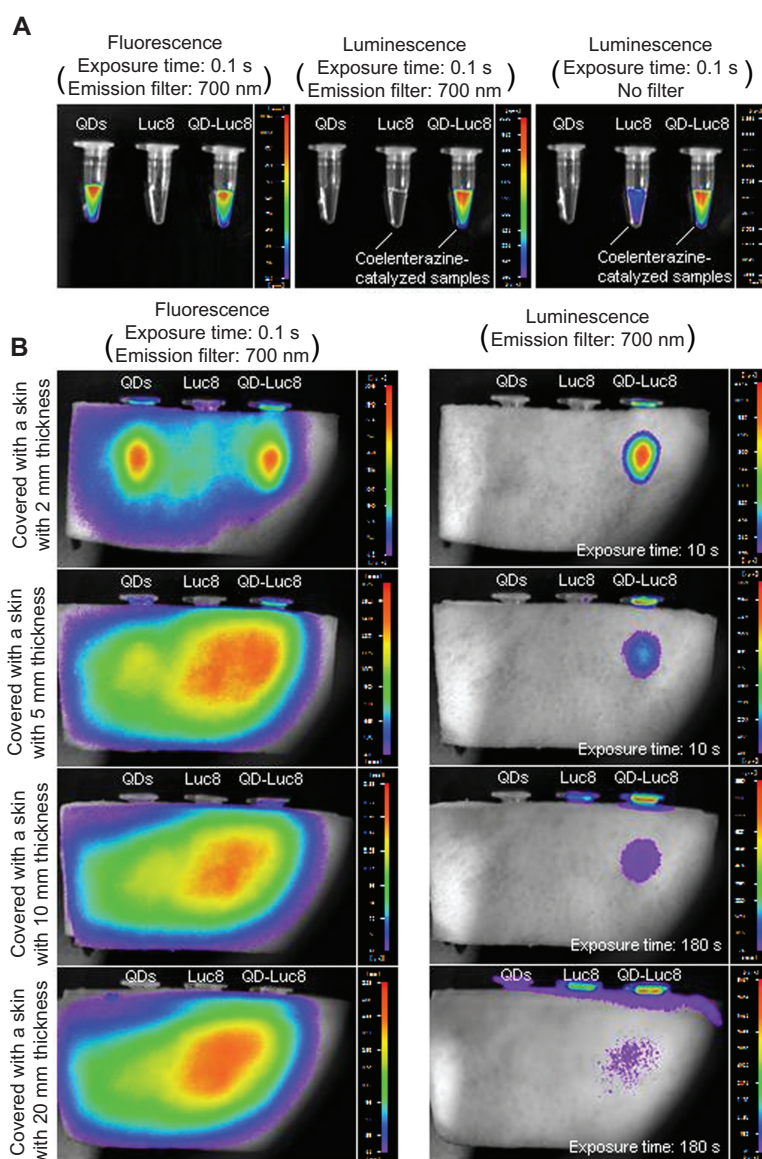 A
Fluorescence
(Exposure time: 0.1 s
Emission filter: 700 nm)
Luminescence
(Exposure time: 0.1 s
Emission filter: 700 nm)
Luminescence
(Exposure time: 0.1 s)
No filter
QDs Luc8 QD-Luc8
QDs Luc8 QD-Luc8
Coelenterazine-
catalyzed samples
QDs Luc8 QD-Luc8
Coelenterazine-
catalyzed samples
B
Fluorescence
(Exposure time: 0.1 s
Emission filter: 700 nm)
Luminescence
(Emission filter: 700 nm)
Covered with a skin
with 2 mm thickness
QDs Luc8 QD-Luc8
QDs Luc8 QD-Luc8
Exposure time: 10 s
Covered with a skin
with 5 mm thickness
QDs Luc8 QD-Luc8
QDs Luc8 QD-Luc8
Exposure time: 10 s
Covered with a skin
with 10 mm thickness
QDs Luc8 QD-Luc8
QDs Luc8 QD-Luc8
Exposure time: 180 s
Covered with a skin
with 20 mm thickness
QDs Luc8 QD-Luc8
QDs Luc8 QD-Luc8
Exposure time: 180 s